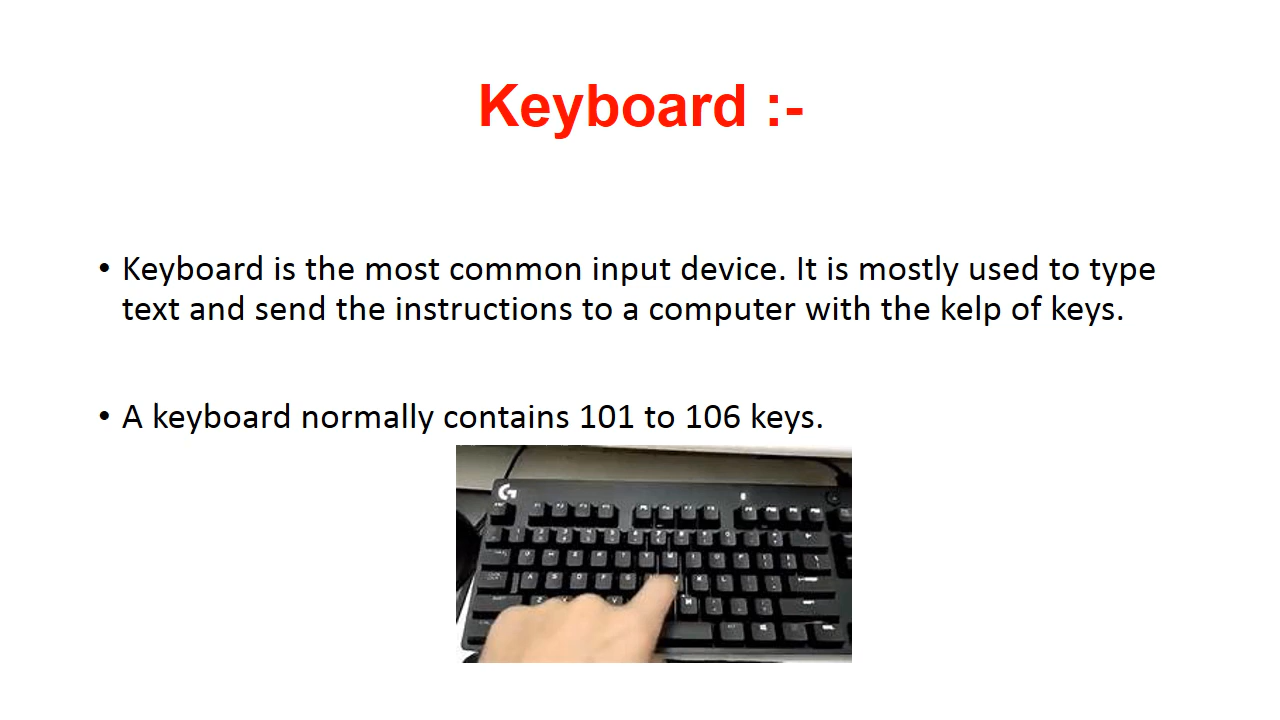 Keyboard :-
• Keyboard is the most common input device. It is mostly used to type
text and send the instructions to a computer with the kelp of keys.
• A keyboard normally contains 101 to 106 keys.